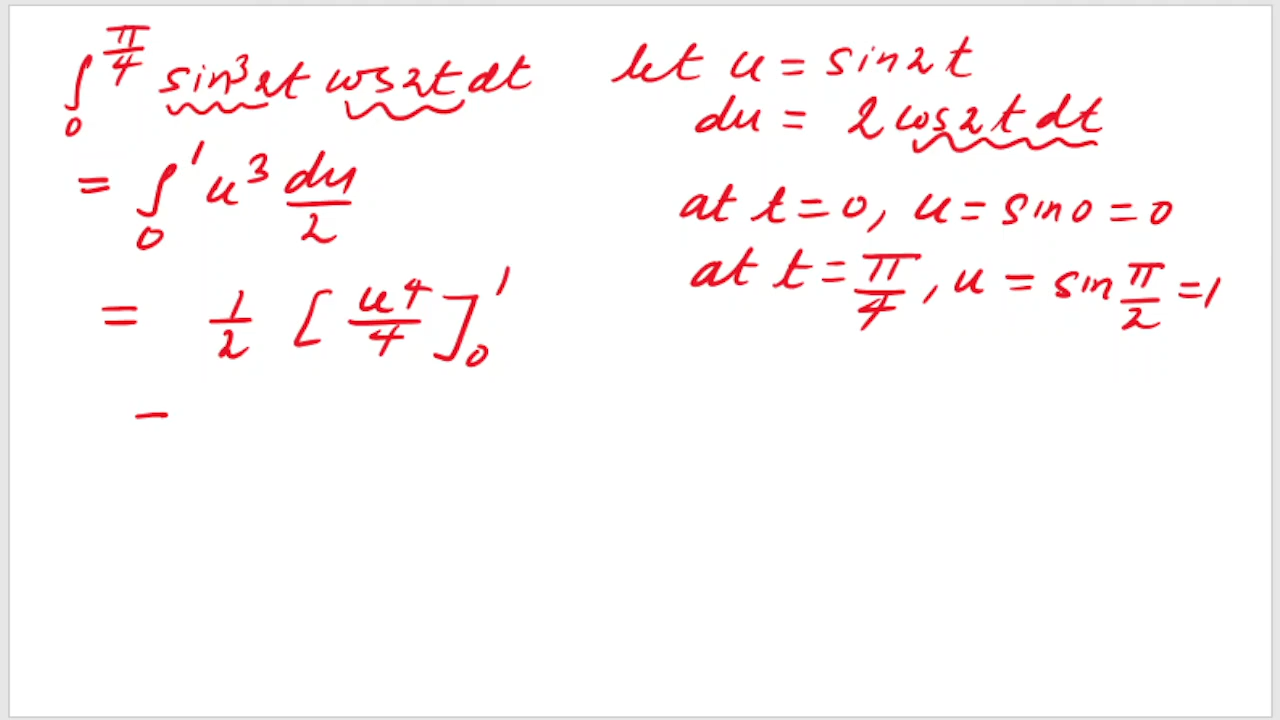 ∫₀^{π/4} sin³2t cos2t dt
= ∫₀¹ u³ du/2
= 1/2 [u⁴/4]₀¹
−
let u = sin2t
du = 2cos2t dt
at t=0, u = sin0 = 0
at t=π/4, u = sin π/2 = 1